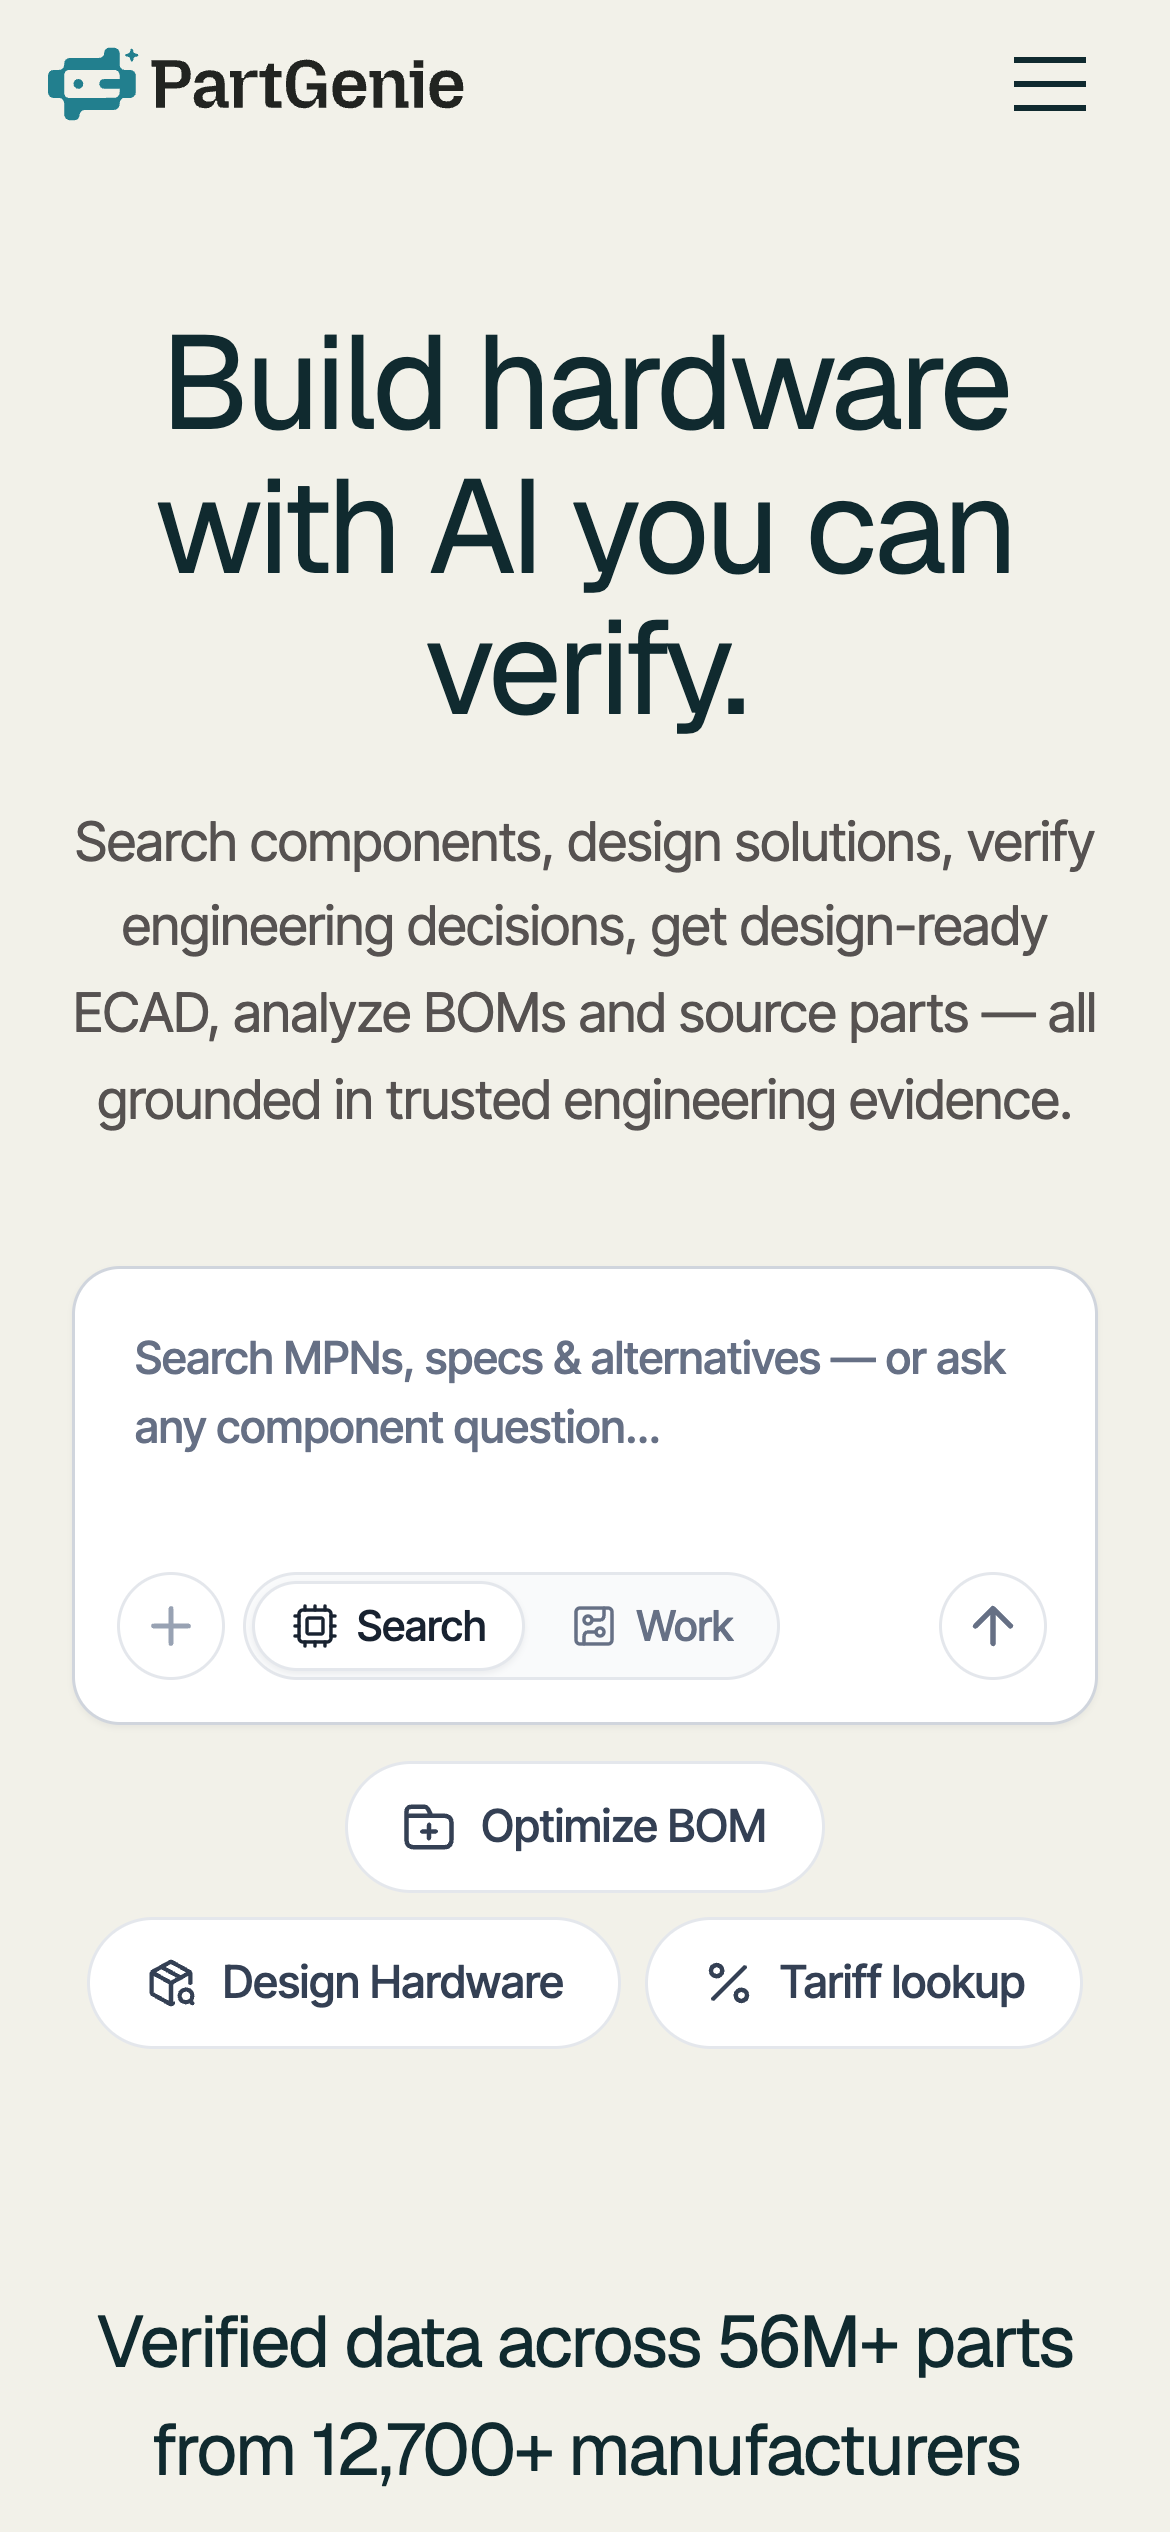 PartGenie
Build hardware
with AI you can
verify.
Search components, design solutions, verify
engineering decisions, get design-ready
ECAD, analyze BOMs and source parts — all
grounded in trusted engineering evidence.
Search MPNs, specs & alternatives — or ask
any component question...
Search
Work
Optimize BOM
Design Hardware
Tariff lookup
Verified data across 56M+ parts
from 12,700+ manufacturers